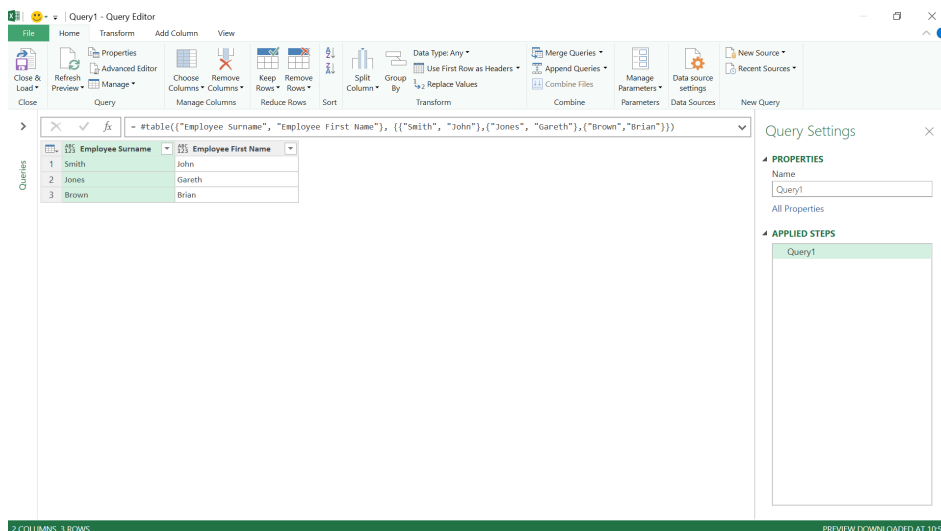 Query1 - Query Editor
File Home Transform Add Column View
Close & Load
Close
Refresh Preview
Properties
Advanced Editor
Manage
Query
Choose Columns
Remove Columns
Manage Columns
Keep Rows
Remove Rows
Reduce Rows
Sort
Split Column
Group By
Data Type: Any
Use First Row as Headers
Replace Values
Transform
Merge Queries
Append Queries
Combine Files
Combine
Manage Parameters
Parameters
Data source settings
Data Sources
New Source
Recent Sources
New Query
fx = #table({"Employee Surname", "Employee First Name"}, {{"Smith", "John"},{"Jones", "Gareth"},{"Brown","Brian"}})
Queries
ABC 123 Employee Surname ABC 123 Employee First Name
1 Smith John
2 Jones Gareth
3 Brown Brian
Query Settings
PROPERTIES
Name
Query1
All Properties
APPLIED STEPS
Query1
2 COLUMNS, 3 ROWS PREVIEW DOWNLOADED AT